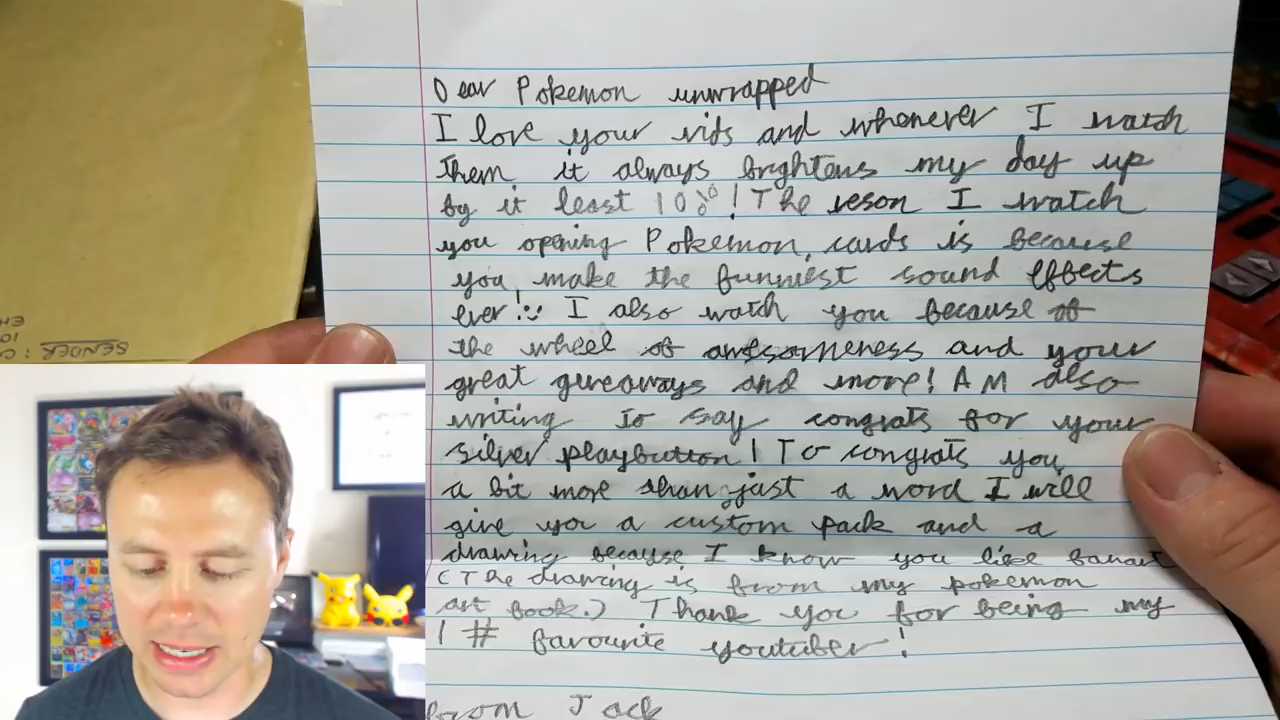 Dear Pokemon unwrapped
I love your vids and whenever I watch
them it always brightens my day up
by it least 10%! The reson I watch
you opening Pokemon cards is because
you make the funniest sound effects
ever! I also watch you because of
the wheel of awesomeness and your
great giveaways and more! AM also
writing to say congrats for your
silver playbutton! To congrats you
a bit more than just a word I will
give you a custom pack and a
drawing because I know you like fanart
(The drawing is from my pokemon
art book.) Thank you for being my
1 # favourite youtuber!
from Jack
SENDER :